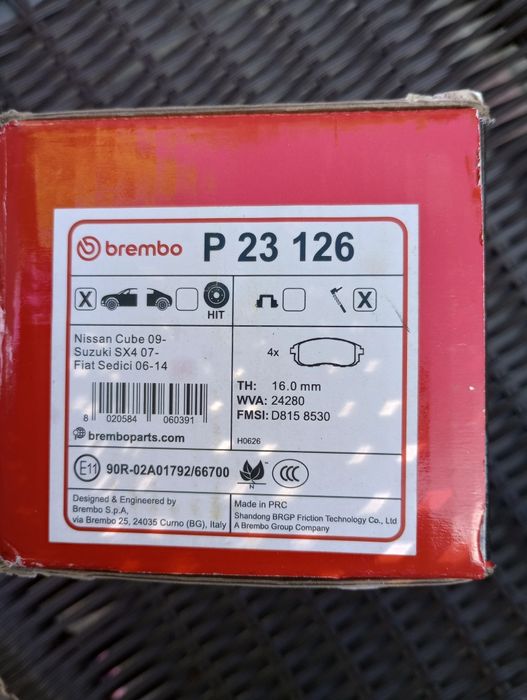 brembo P 23 126
X HIT X
Nissan Cube 09-
Suzuki SX4 07-
Fiat Sedici 06-14
4x
8 020584 060391
bremboparts.com
TH: 16.0 mm
WVA: 24280
FMSI: D815 8530
H0626
E11 90R-02A01792/66700 N CCC
Designed & Engineered by
Brembo S.p.A,
via Brembo 25, 24035 Curno (BG), Italy
Made in PRC
Shandong BRGP Friction Technology Co., Ltd
A Brembo Group Company